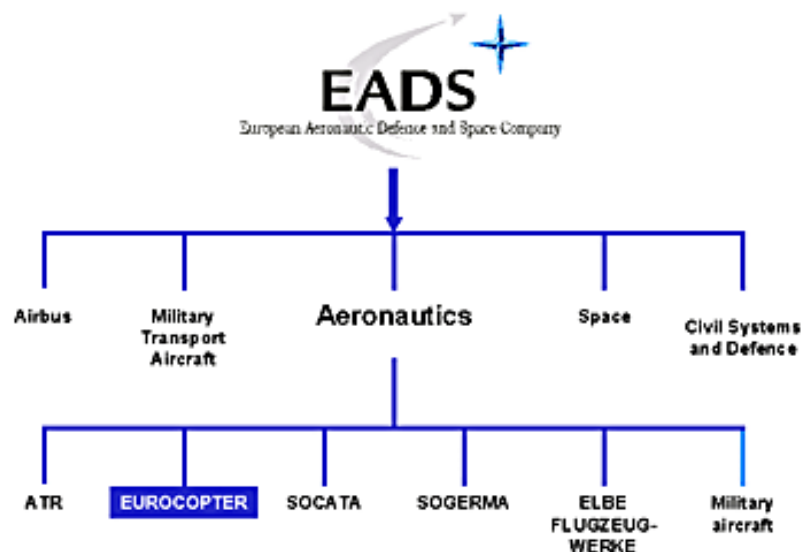 EADS
European Aeronautic Defence and Space Company
Airbus
Military
Transport
Aircraft
Aeronautics
Space
Civil Systems
and Defence
ATR
EUROCOPTER
SOCATA
SOGERMA
ELBE
FLUGZEUG-
WERKE
Military
aircraft